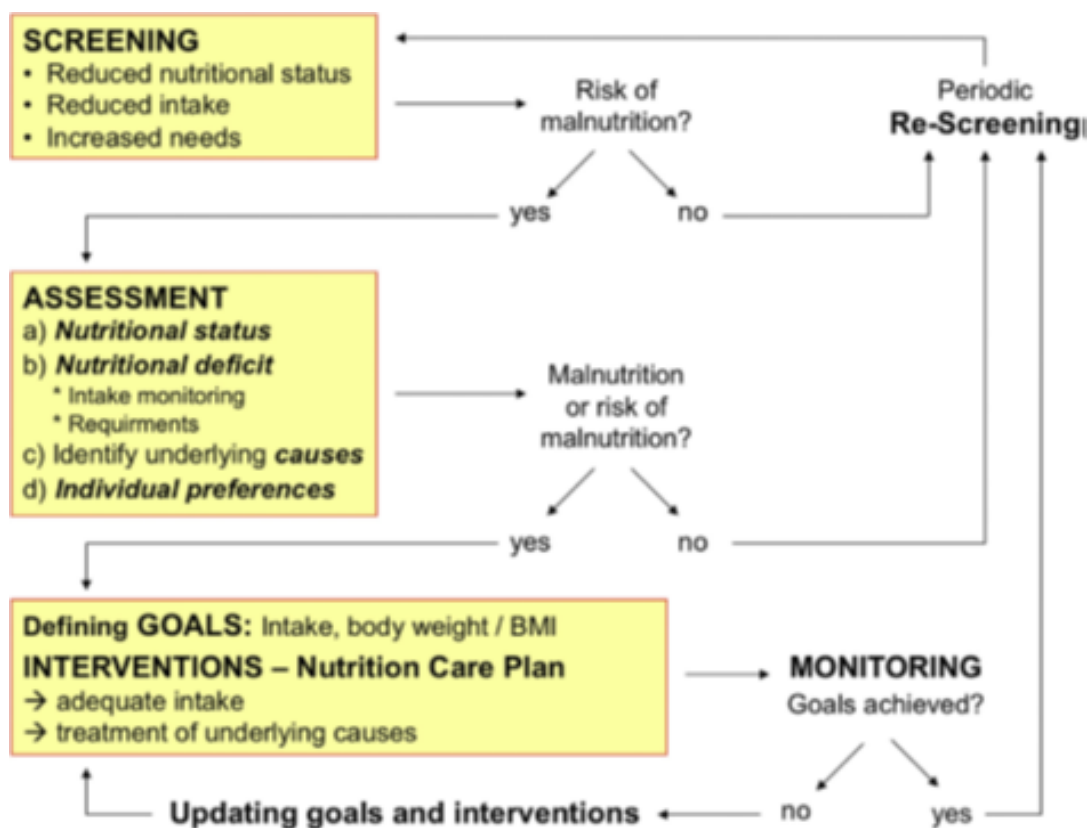 SCREENING
• Reduced nutritional status
• Reduced intake
• Increased needs
Risk of
malnutrition?
Periodic
Re-Screening
yes
no
ASSESSMENT
a) Nutritional status
b) Nutritional deficit
* Intake monitoring
* Requirments
c) Identify underlying causes
d) Individual preferences
Malnutrition
or risk of
malnutrition?
yes
no
Defining GOALS: Intake, body weight / BMI
INTERVENTIONS – Nutrition Care Plan
→ adequate intake
→ treatment of underlying causes
MONITORING
Goals achieved?
no
yes
Updating goals and interventions